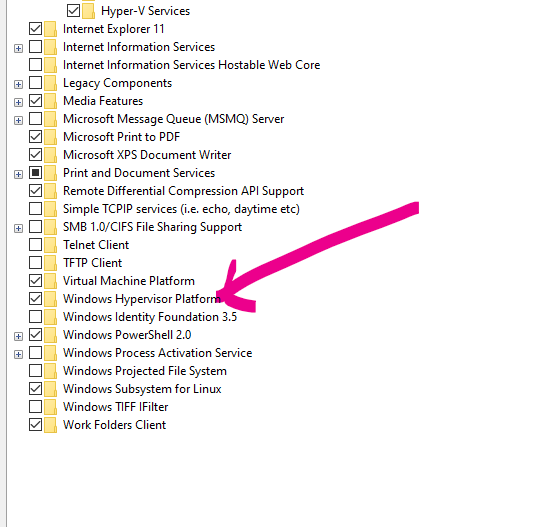 Hyper-V Services
Internet Explorer 11
Internet Information Services
Internet Information Services Hostable Web Core
Legacy Components
Media Features
Microsoft Message Queue (MSMQ) Server
Microsoft Print to PDF
Microsoft XPS Document Writer
Print and Document Services
Remote Differential Compression API Support
Simple TCPIP services (i.e. echo, daytime etc)
SMB 1.0/CIFS File Sharing Support
Telnet Client
TFTP Client
Virtual Machine Platform
Windows Hypervisor Platform
Windows Identity Foundation 3.5
Windows PowerShell 2.0
Windows Process Activation Service
Windows Projected File System
Windows Subsystem for Linux
Windows TIFF IFilter
Work Folders Client